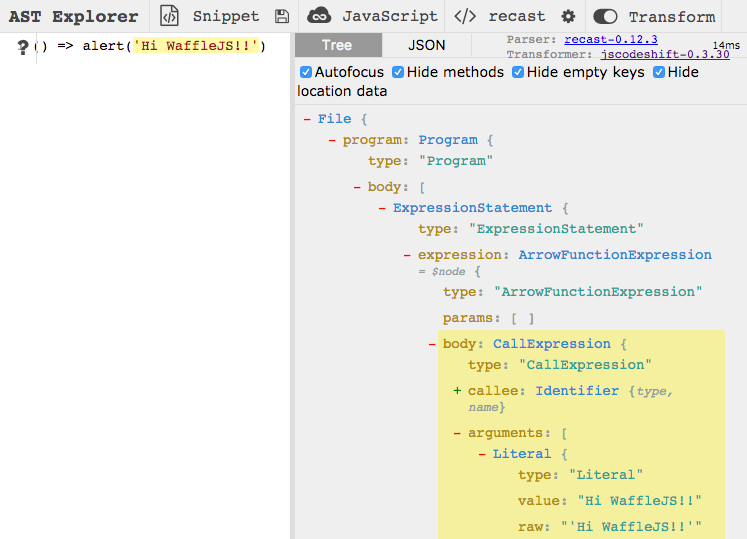 AST Explorer Snippet JavaScript </> recast Transform
? () => alert('Hi WaffleJS!!')
Tree JSON Parser: recast-0.12.3 14ms
Transformer: jscodeshift-0.3.30
Autofocus Hide methods Hide empty keys Hide
location data
- File {
- program: Program {
type: "Program"
- body: [
- ExpressionStatement {
type: "ExpressionStatement"
- expression: ArrowFunctionExpression
= $node {
type: "ArrowFunctionExpression"
params: [ ]
- body: CallExpression {
type: "CallExpression"
+ callee: Identifier {type,
name}
- arguments: [
- Literal {
type: "Literal"
value: "Hi WaffleJS!!"
raw: "'Hi WaffleJS!!'"